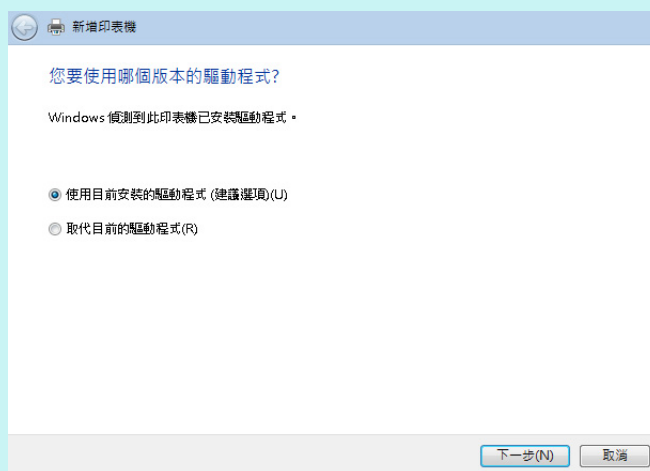 新增印表機
您要使用哪個版本的驅動程式?
Windows 偵測到此印表機已安裝驅動程式。
使用目前安裝的驅動程式 (建議選項)(U)
取代目前的驅動程式(R)
下一步(N)
取消